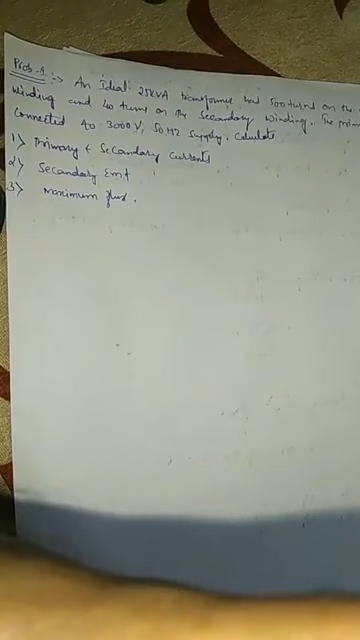 Prob-1 :-> An Ideal 25KVA transformer had 500 turns on the
winding and 40 turns on the Secondary winding. The prim
Connected to 3000V, 50HZ Supply, Calculate
1> Primary & Secondary Currents
2> Secondary Emf
3> Maximum flux.